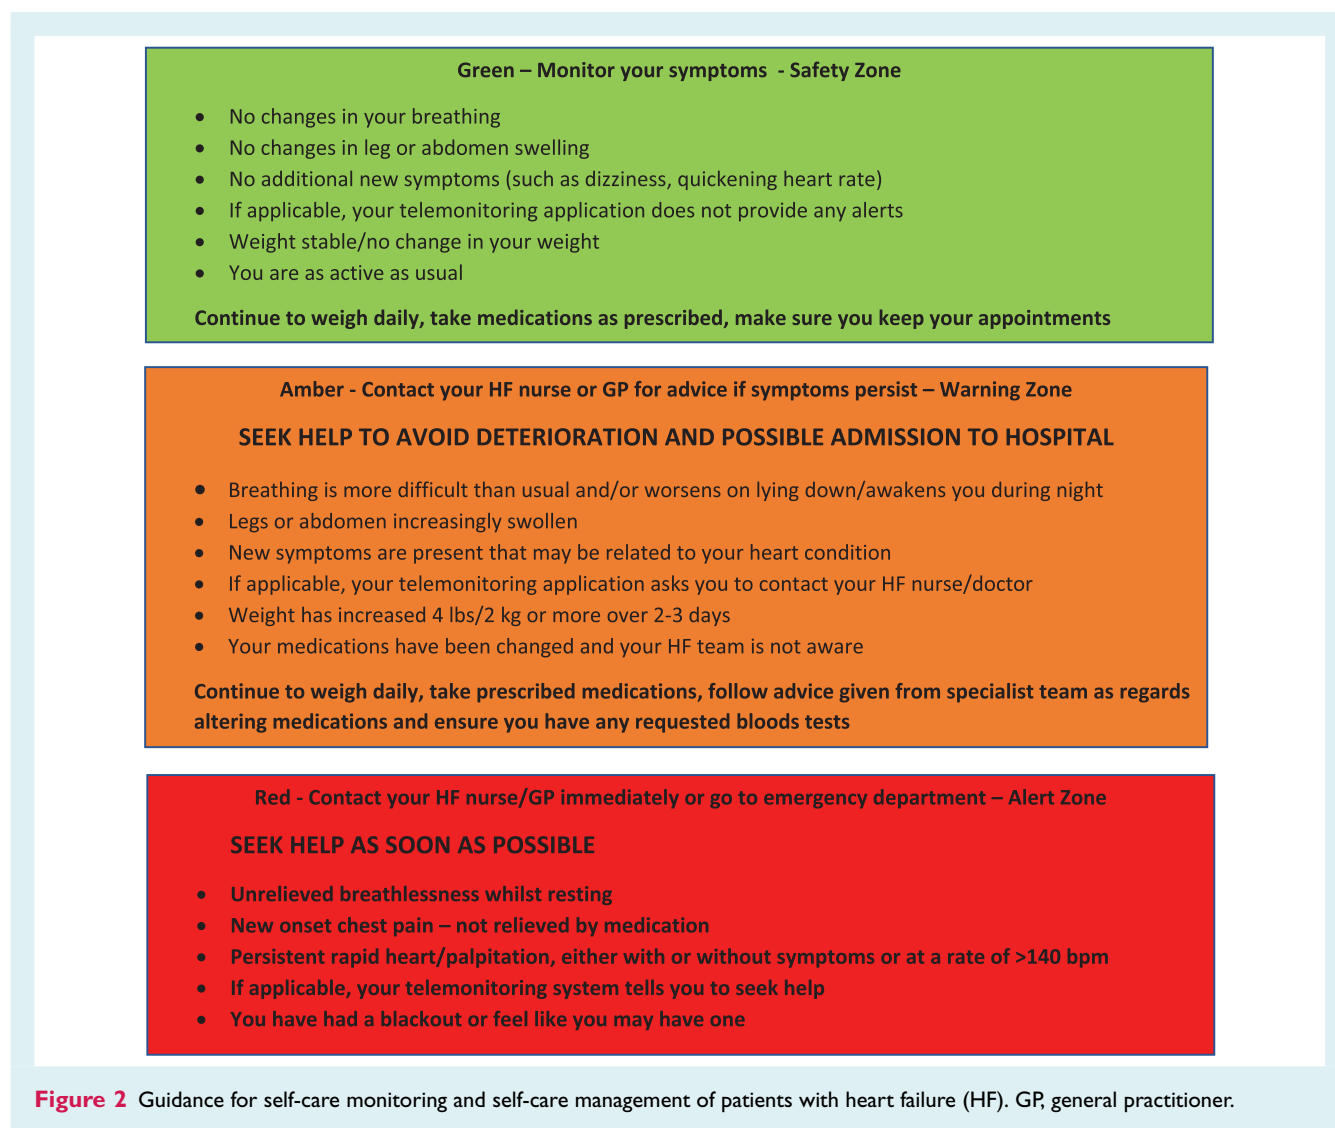 Green – Monitor your symptoms - Safety Zone
• No changes in your breathing
• No changes in leg or abdomen swelling
• No additional new symptoms (such as dizziness, quickening heart rate)
• If applicable, your telemonitoring application does not provide any alerts
• Weight stable/no change in your weight
• You are as active as usual
Continue to weigh daily, take medications as prescribed, make sure you keep your appointments
Amber - Contact your HF nurse or GP for advice if symptoms persist – Warning Zone
SEEK HELP TO AVOID DETERIORATION AND POSSIBLE ADMISSION TO HOSPITAL
• Breathing is more difficult than usual and/or worsens on lying down/awakens you during night
• Legs or abdomen increasingly swollen
• New symptoms are present that may be related to your heart condition
• If applicable, your telemonitoring application asks you to contact your HF nurse/doctor
• Weight has increased 4 lbs/2 kg or more over 2-3 days
• Your medications have been changed and your HF team is not aware
Continue to weigh daily, take prescribed medications, follow advice given from specialist team as regards
altering medications and ensure you have any requested bloods tests
Red - Contact your HF nurse/GP immediately or go to emergency department – Alert Zone
SEEK HELP AS SOON AS POSSIBLE
• Unrelieved breathlessness whilst resting
• New onset chest pain – not relieved by medication
• Persistent rapid heart/palpitation, either with or without symptoms or at a rate of >140 bpm
• If applicable, your telemonitoring system tells you to seek help
• You have had a blackout or feel like you may have one
Figure 2 Guidance for self-care monitoring and self-care management of patients with heart failure (HF). GP, general practitioner.